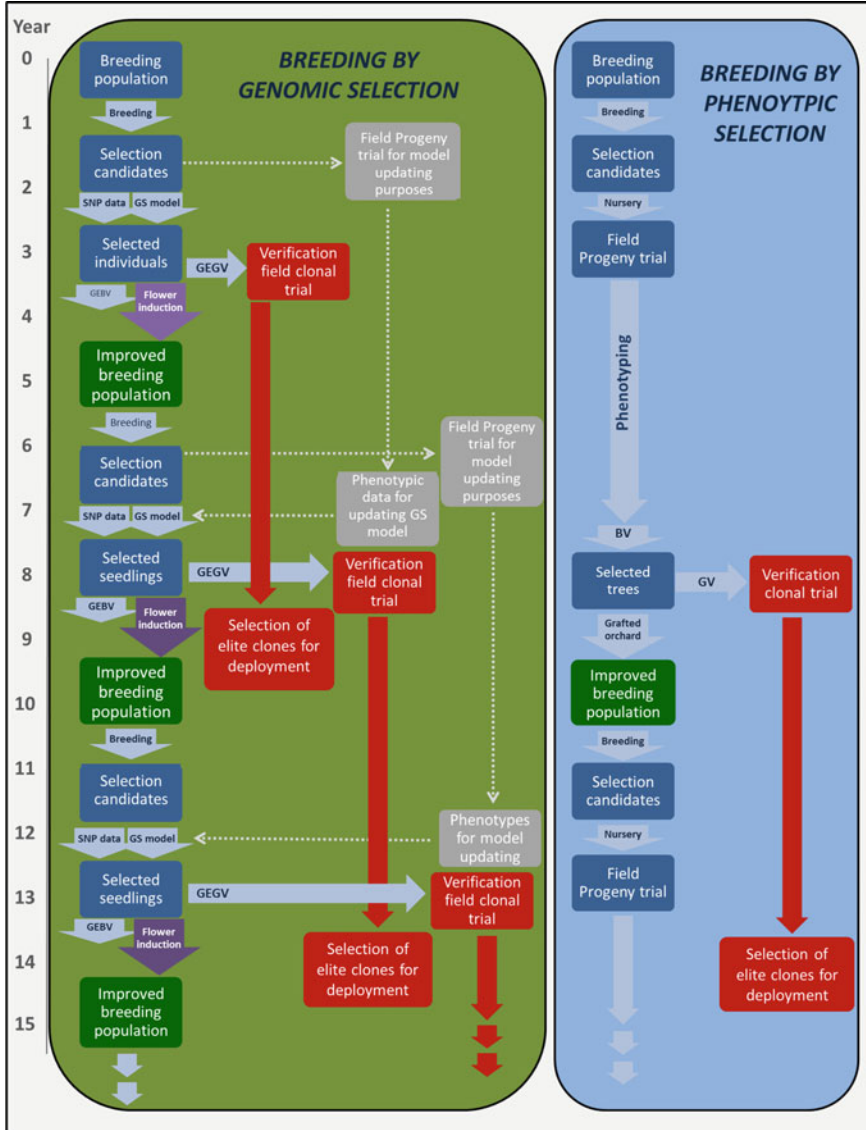 Year
0
1
2
3
4
5
6
7
8
9
10
11
12
13
14
15
BREEDING BY
GENOMIC SELECTION
Breeding
population
Breeding
Selection
candidates
Field Progeny
trial for model
updating
purposes
SNP data
GS model
Selected
individuals
GEGV
Verification
field clonal
trial
GEBV
Flower
induction
Improved
breeding
population
Breeding
Selection
candidates
Field Progeny
trial for
model
updating
purposes
Phenotypic
data for
updating GS
model
SNP data
GS model
Selected
seedlings
GEGV
Verification
field clonal
trial
GEBV
Flower
induction
Selection of
elite clones for
deployment
Improved
breeding
population
Breeding
Selection
candidates
Phenotypes
for model
updating
SNP data
GS model
Selected
seedlings
GEGV
Verification
field clonal
trial
GEBV
Flower
induction
Selection of
elite clones for
deployment
Improved
breeding
population
BREEDING BY
PHENOYTPIC
SELECTION
Breeding
population
Breeding
Selection
candidates
Nursery
Field
Progeny trial
Phenotyping
BV
Selected
trees
GV
Verification
clonal trial
Grafted
orchard
Improved
breeding
population
Breeding
Selection
candidates
Nursery
Field
Progeny trial
Selection of
elite clones for
deployment